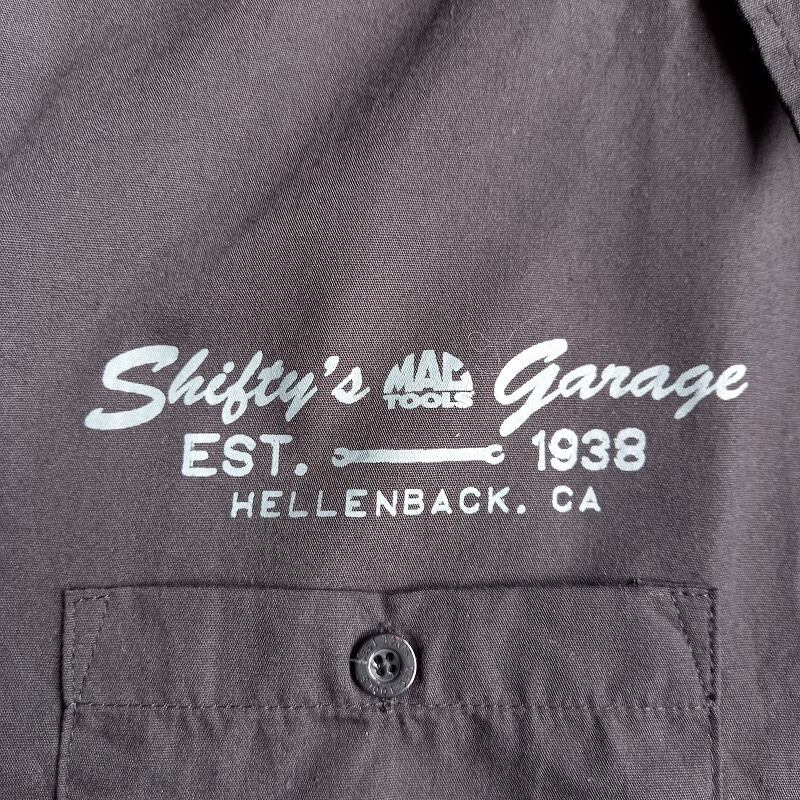 Shifty's MAC TOOLS Garage
EST. 1938
HELLENBACK, CA